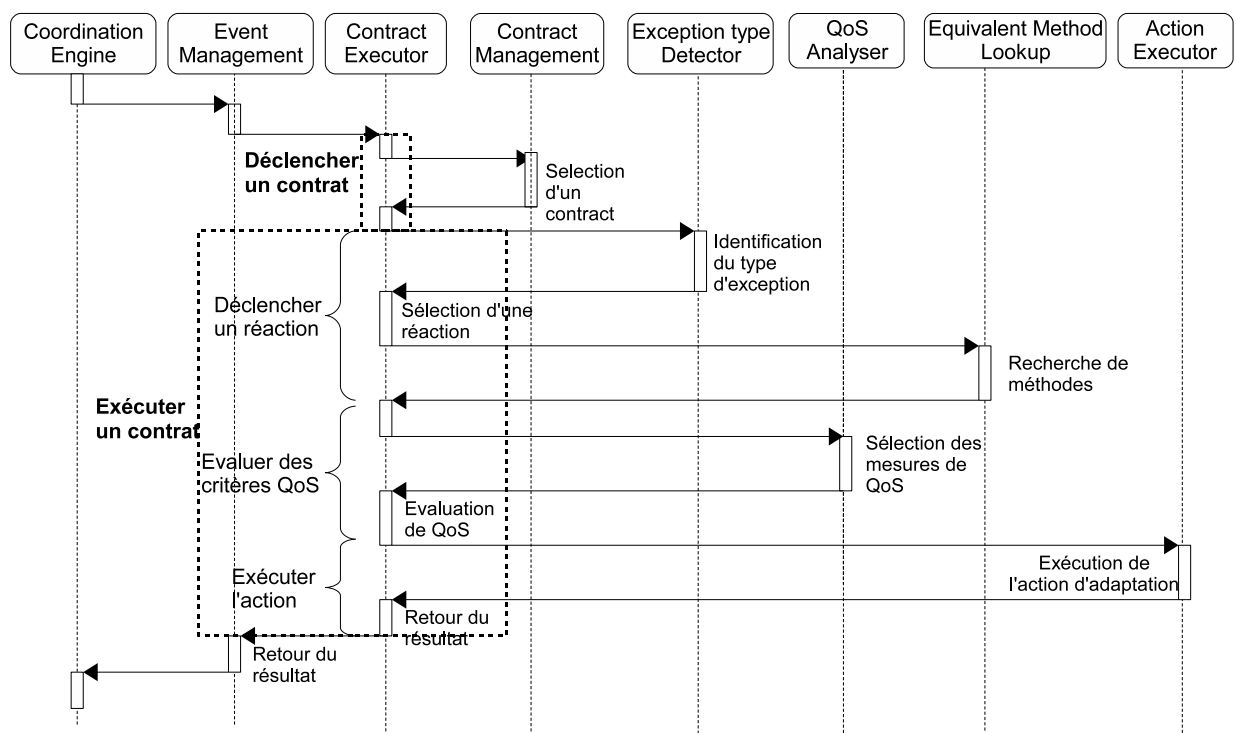 Coordination
Engine
Event
Management
Contract
Executor
Contract
Management
Exception type
Detector
QoS
Analyser
Equivalent Method
Lookup
Action
Executor
Déclencher
un contrat
Selection
d'un
contract
Identification
du type
d'exception
Déclencher
un réaction
Sélection d'une
réaction
Recherche de
méthodes
Exécuter
un contrat
Evaluer des
critères QoS
Sélection des
mesures de
QoS
Evaluation
de QoS
Exécuter
l'action
Exécution de
l'action d'adaptation
Retour du
résultat
Retour du
résultat